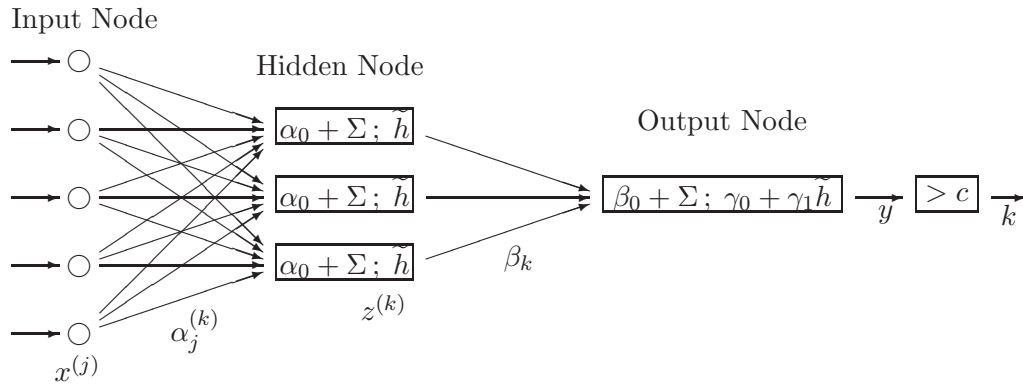 Input Node
Hidden Node
Output Node
α₀ + Σ ; h̃
α₀ + Σ ; h̃
α₀ + Σ ; h̃
β₀ + Σ ; γ₀ + γ₁h̃
y
> c
k
βₖ
z⁽ᵏ⁾
αⱼ⁽ᵏ⁾
x⁽ʲ⁾